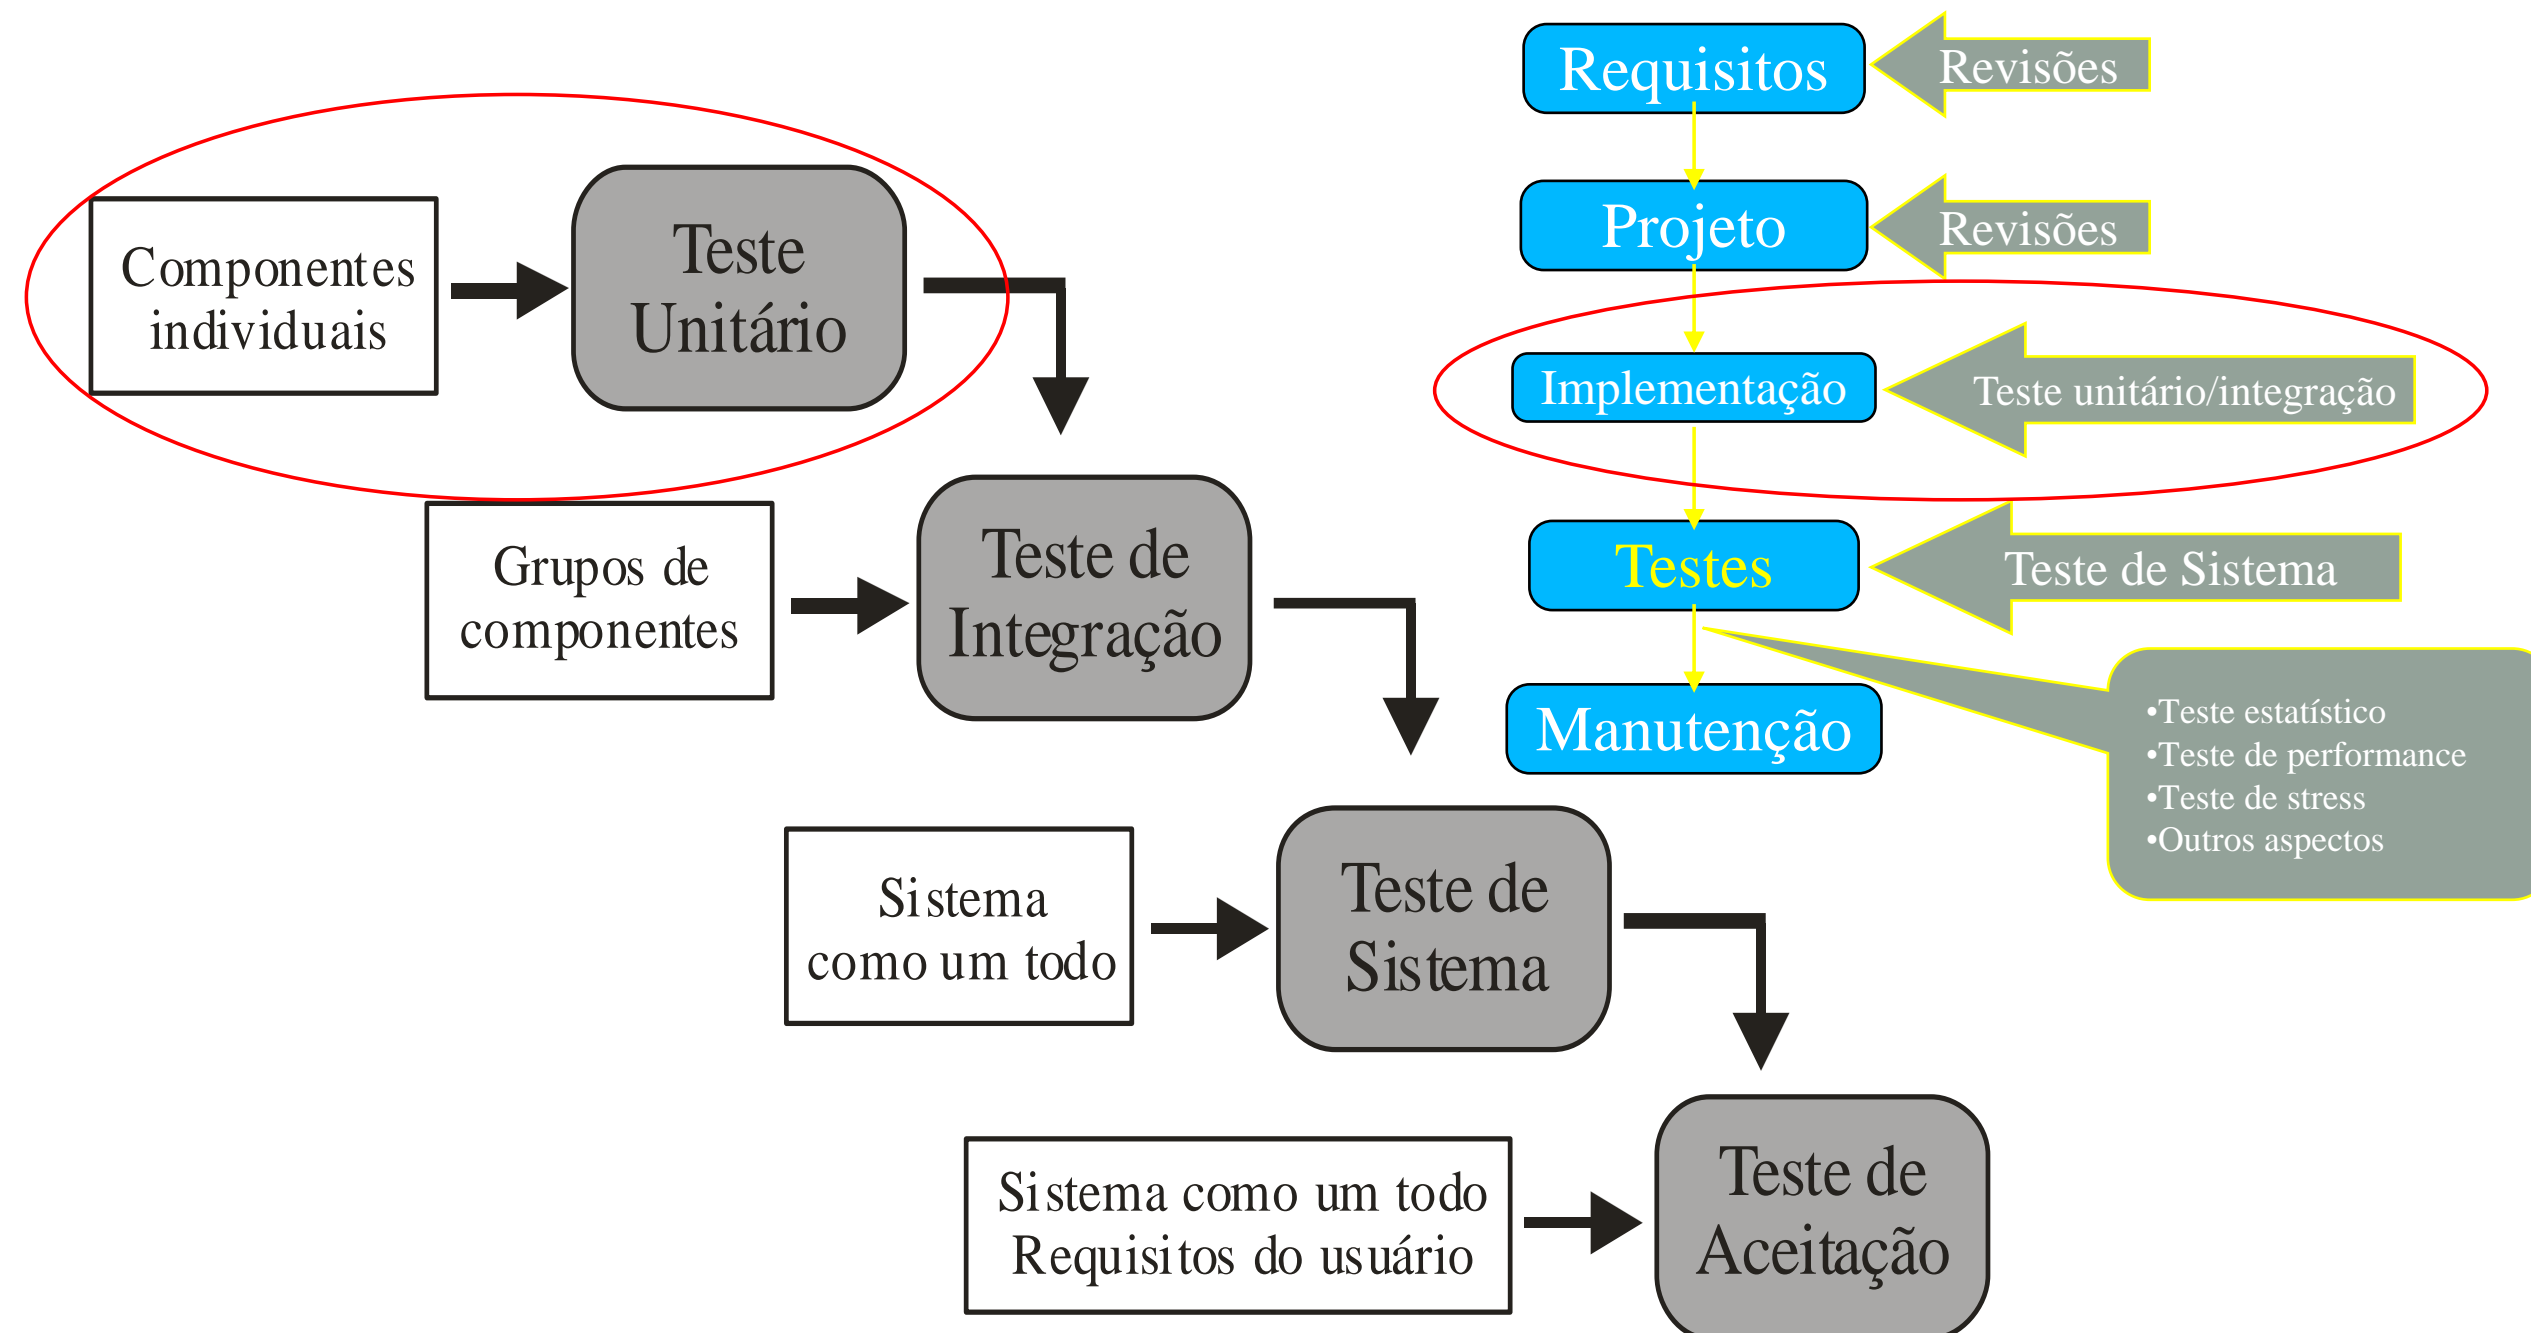 Componentes
individuais
Teste
Unitário
Grupos de
componentes
Teste de
Integração
Sistema
como um todo
Teste de
Sistema
Sistema como um todo
Requisitos do usuário
Teste de
Aceitação
Requisitos
Revisões
Projeto
Revisões
Implementação
Teste unitário/integração
Testes
Teste de Sistema
Manutenção
•Teste estatístico
•Teste de performance
•Teste de stress
•Outros aspectos